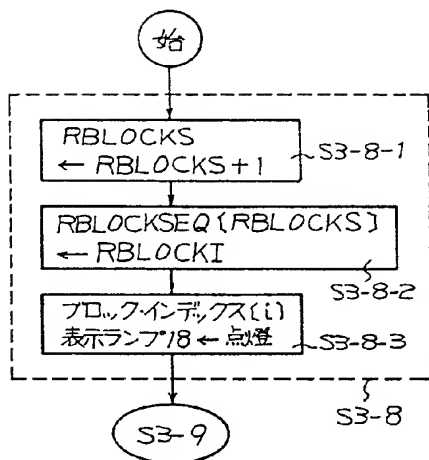 始
RBLOCKS
← RBLOCKS+1
S3-8-1
RBLOCKSEQ{RBLOCKS}
← RBLOCKI
S3-8-2
ブロック・インデックス{i}
表示ランプ18 ← 点燈
S3-8-3
S3-8
S3-9